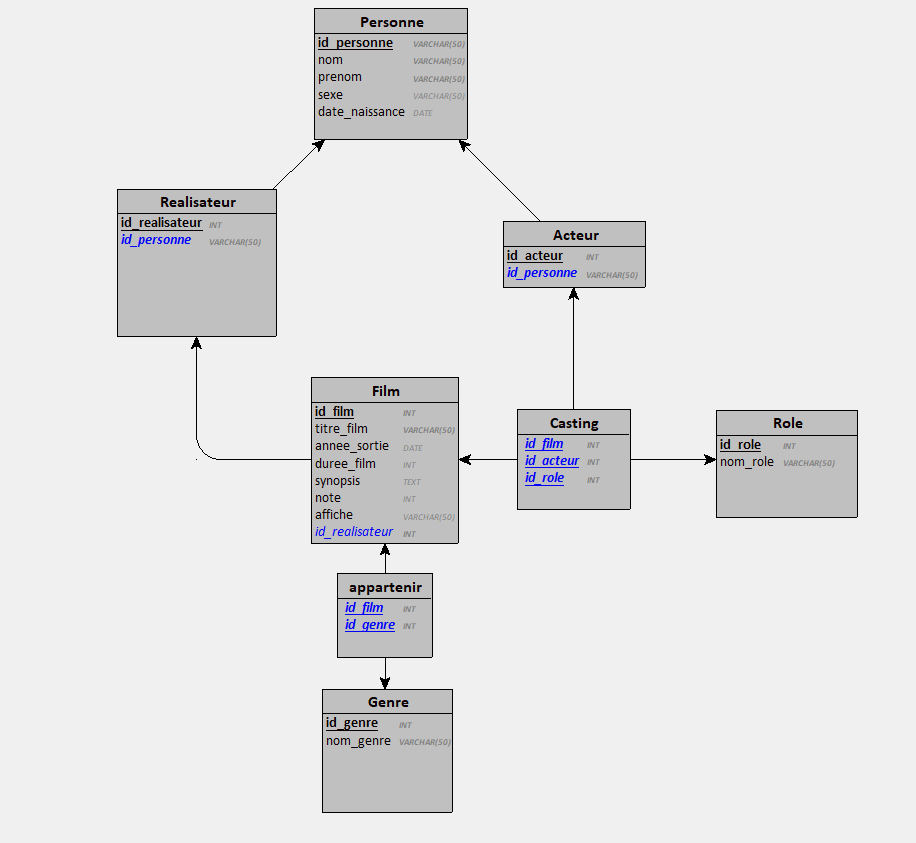 Personne
id_personne VARCHAR(50)
nom VARCHAR(50)
prenom VARCHAR(50)
sexe VARCHAR(50)
date_naissance DATE
Realisateur
id_realisateur INT
id_personne VARCHAR(50)
Acteur
id_acteur INT
id_personne VARCHAR(50)
Film
id_film INT
titre_film VARCHAR(50)
annee_sortie DATE
duree_film INT
synopsis TEXT
note INT
affiche VARCHAR(50)
id_realisateur INT
Casting
id_film INT
id_acteur INT
id_role INT
Role
id_role INT
nom_role VARCHAR(50)
appartenir
id_film INT
id_genre INT
Genre
id_genre INT
nom_genre VARCHAR(50)